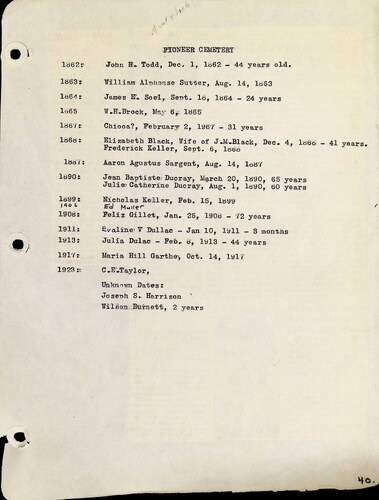 PIONEER CEMETERY
1862: John H. Todd, Dec. 1, 1862 - 44 years old.
1863: William Alphonse Sutter, Aug. 14, 1863
1864: James E. Soel, Sept. 18, 1864 - 24 years
1865 W.H.Brock, May 6, 1865
1867: Chiosa?, February 2, 1967 - 31 years
1868: Elizabeth Black, Wife of J.M.Black, Dec. 4, 1868 - 41 years.
Frederick Keller, Sept. 6, 1868
1887: Aaron Agustus Sargent, Aug. 14, 1887
1890: Jean Baptiste Ducray, March 20, 1890, 65 years
Julie Catherine Ducray, Aug. 1, 1890, 60 years
1899: Nicholas Keller, Feb. 15, 1899
1906 Ed Muller
1908: Feliz Gillet, Jan. 25, 1908 - 72 years
1911: Evaline V Dullac - Jan 10, 1911 - 3 months
1913: Julia Dulac - Feb. 8, 1913 - 44 years
1917: Maria Hill Garthe, Oct. 14, 1917
1923: C.E.Taylor,
Unknown Dates:
Joseph S. Harrison
Wilson Burnett, 2 years
40.